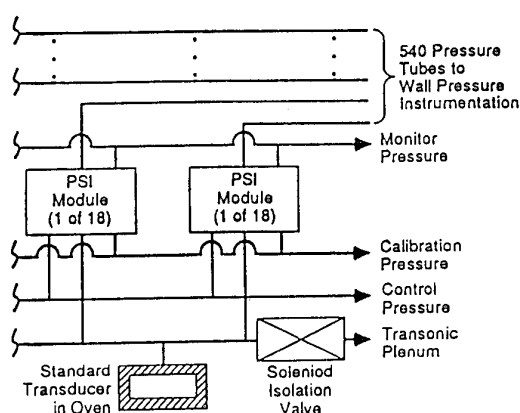 540 Pressure
Tubes to
Wall Pressure
Instrumentation
Monitor
Pressure
PSI
Module
(1 of 18)
PSI
Module
(1 of 18)
Calibration
Pressure
Control
Pressure
Transonic
Plenum
Standard
Transducer
in Oven
Soleniod
Isolation
Valve